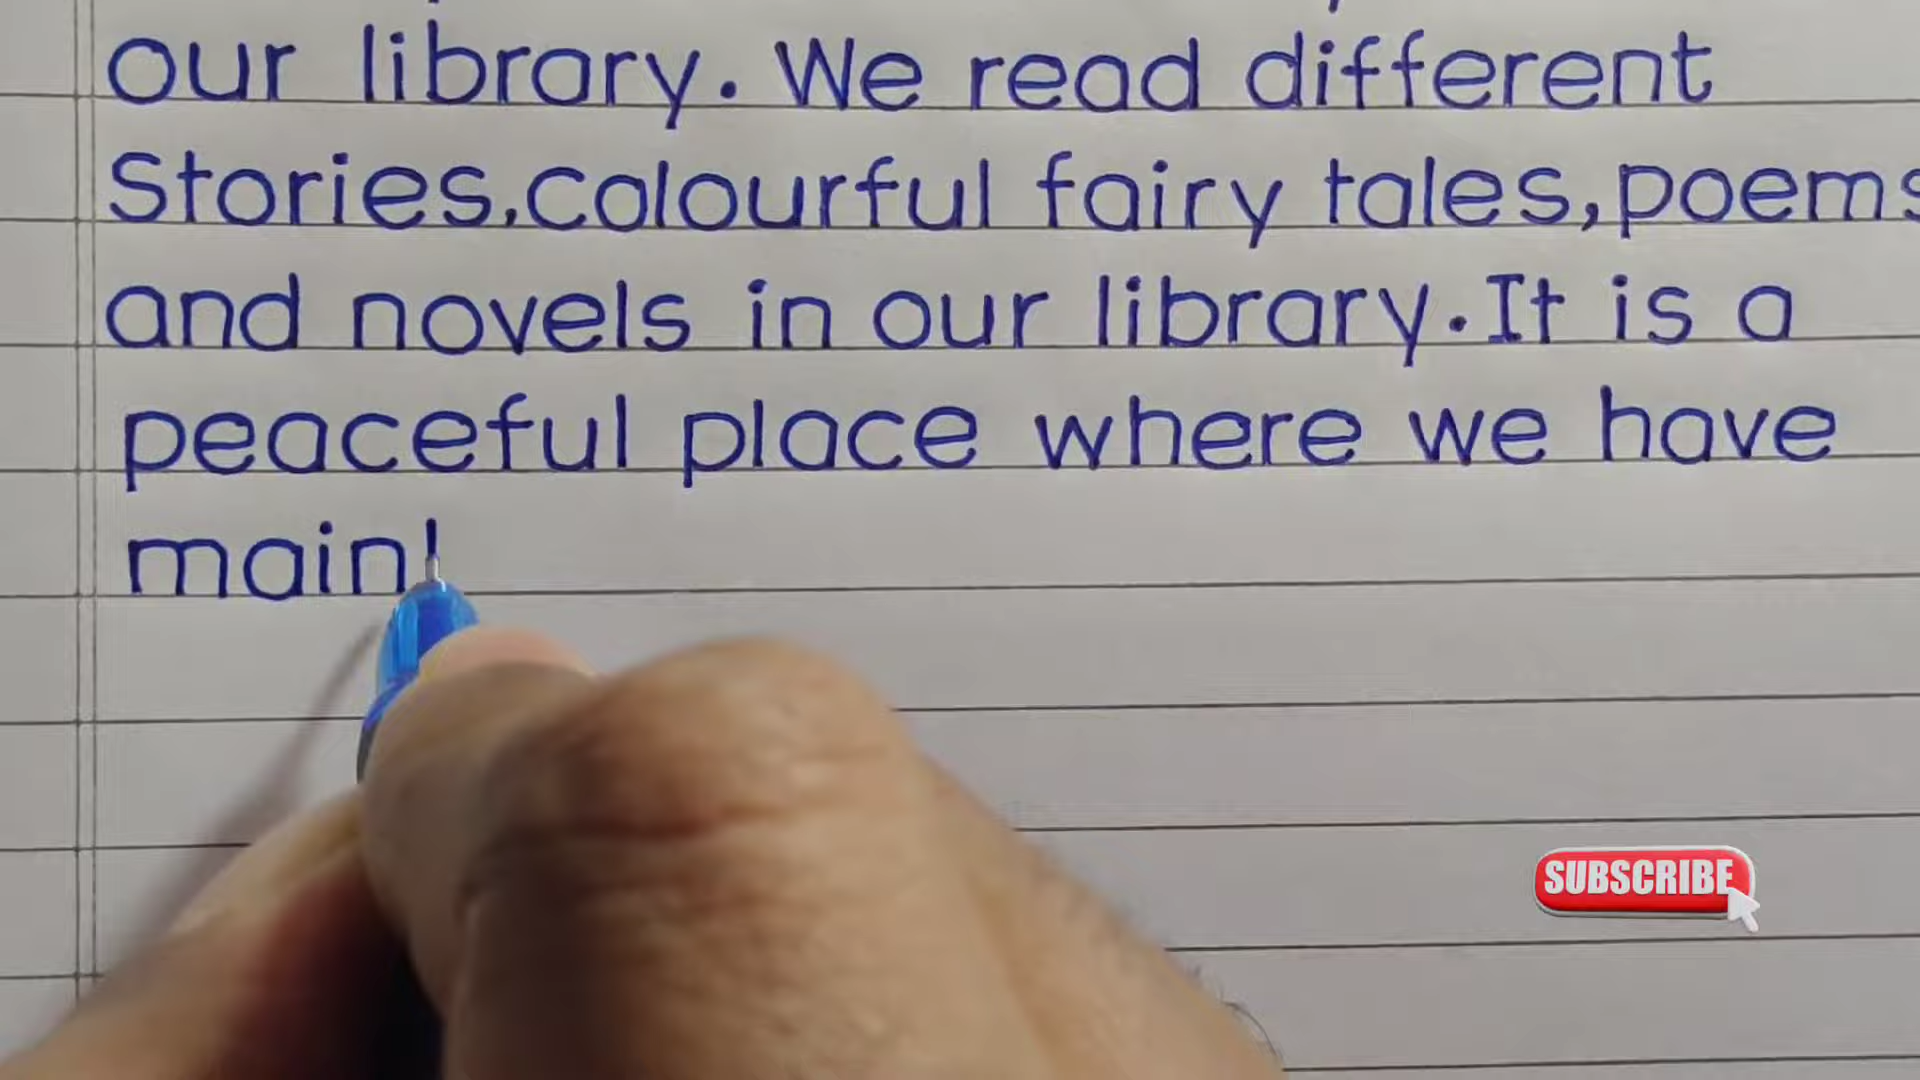 our library. We read different
Stories,colourful fairy tales,poems
and novels in our library.It is a
peaceful place where we have
main
SUBSCRIBE